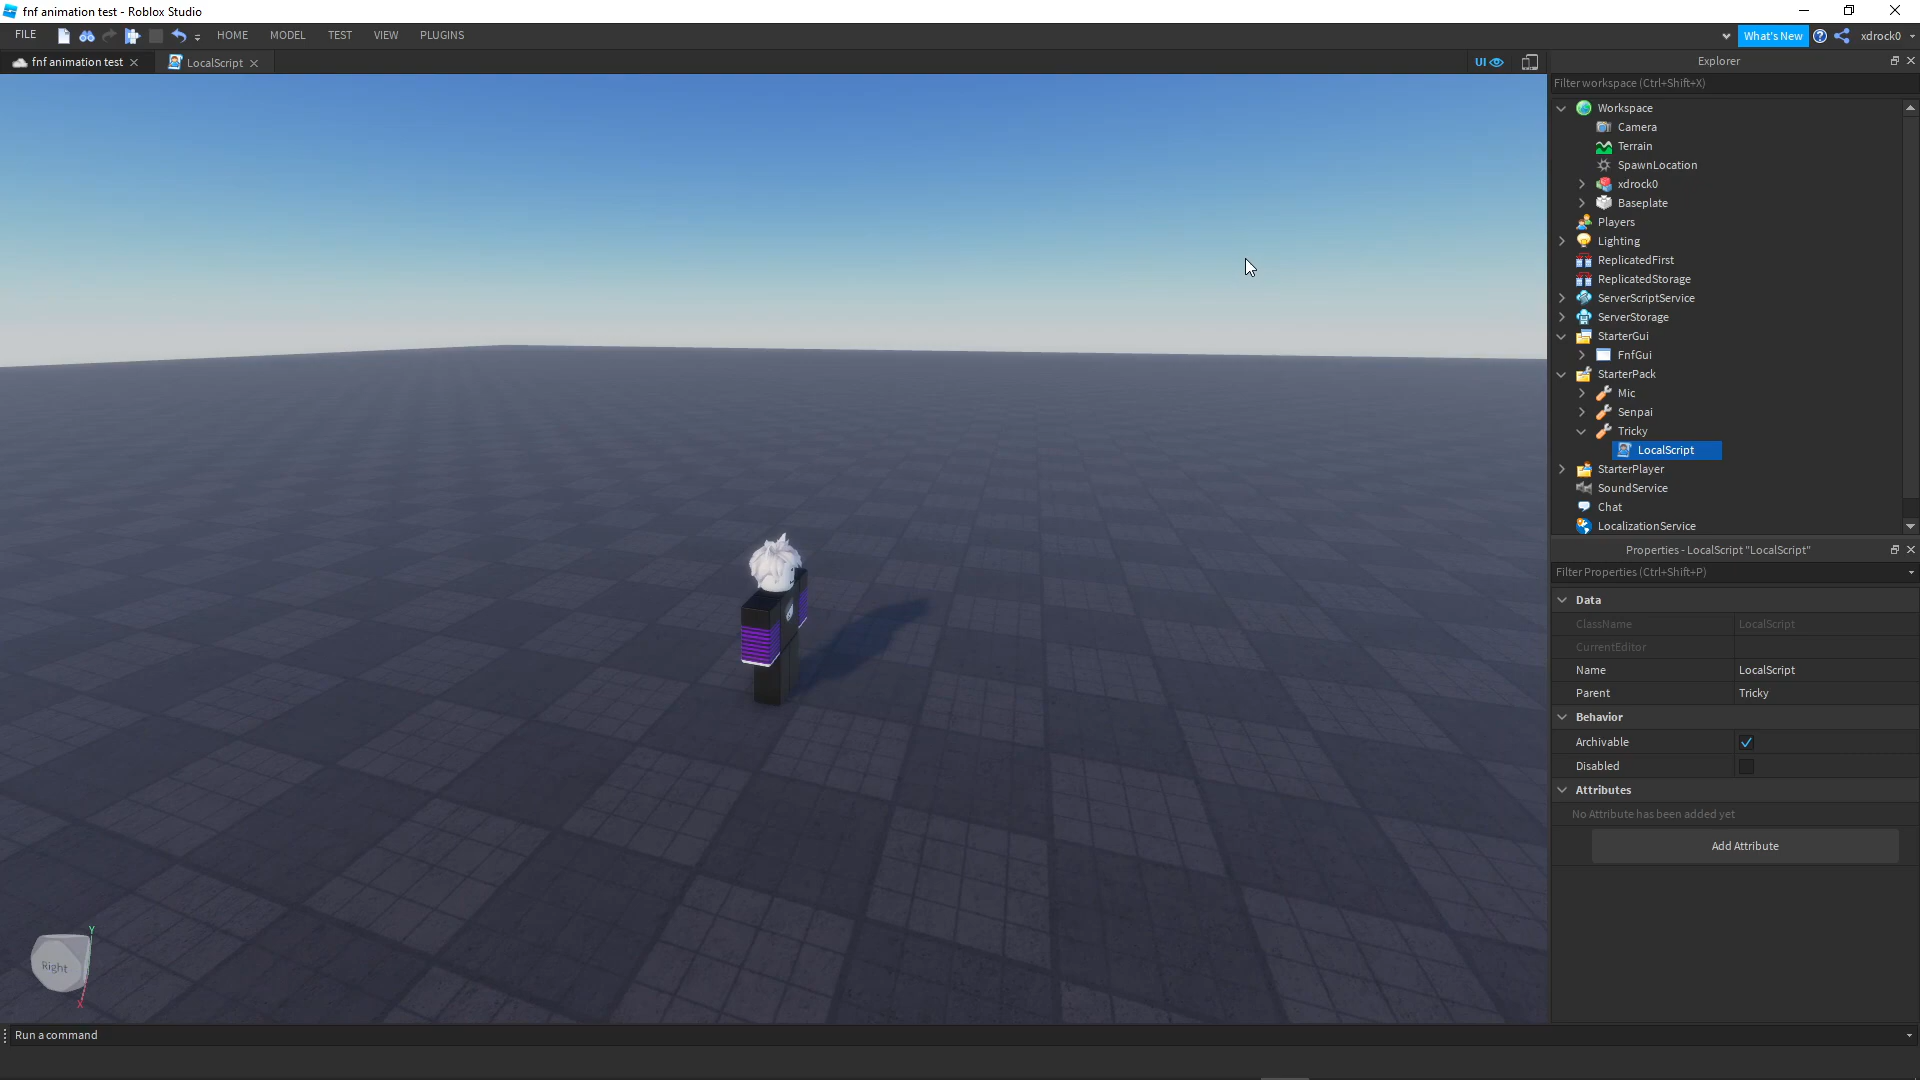 fnf animation test - Roblox Studio
FILE
HOME
MODEL
TEST
VIEW
PLUGINS
What's New
xdrock0
fnf animation test
LocalScript
UI
Explorer
Filter workspace (Ctrl+Shift+X)
Workspace
Camera
Terrain
SpawnLocation
xdrock0
Baseplate
Players
Lighting
ReplicatedFirst
ReplicatedStorage
ServerScriptService
ServerStorage
StarterGui
FnfGui
StarterPack
Mic
Senpai
Tricky
LocalScript
StarterPlayer
SoundService
Chat
LocalizationService
Properties - LocalScript "LocalScript"
Filter Properties (Ctrl+Shift+P)
Data
ClassName LocalScript
CurrentEditor
Name LocalScript
Parent Tricky
Behavior
Archivable
Disabled
Attributes
No Attribute has been added yet
Add Attribute
Y
Right
X
Run a command